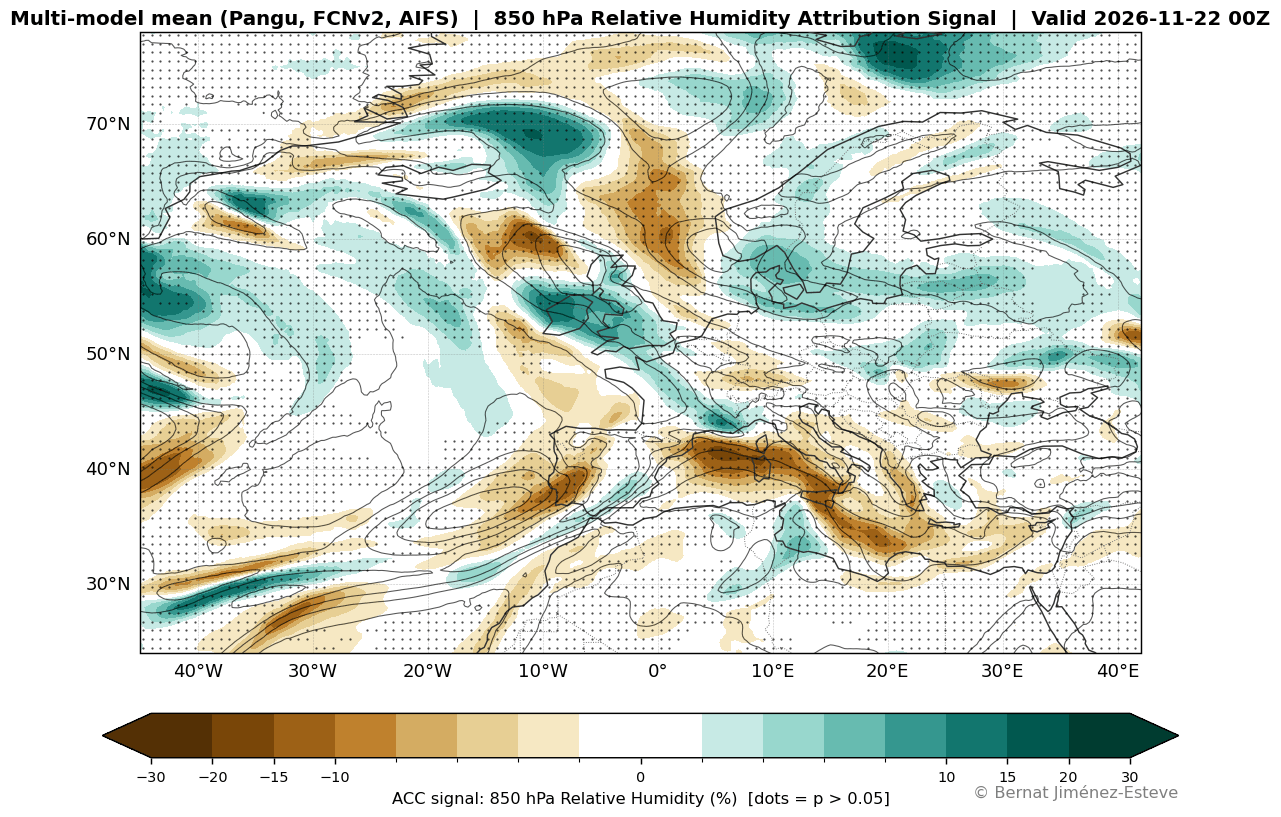 Multi-model mean (Pangu, FCNv2, AIFS)  |  850 hPa Relative Humidity Attribution Signal  |  Valid 2026-11-22 00Z
70°N
60°N
50°N
40°N
30°N
40°W 30°W 20°W 10°W 0° 10°E 20°E 30°E 40°E
−30 −20 −15 −10 0 10 15 20 30
ACC signal: 850 hPa Relative Humidity (%)  [dots = p > 0.05]
© Bernat Jiménez-Esteve